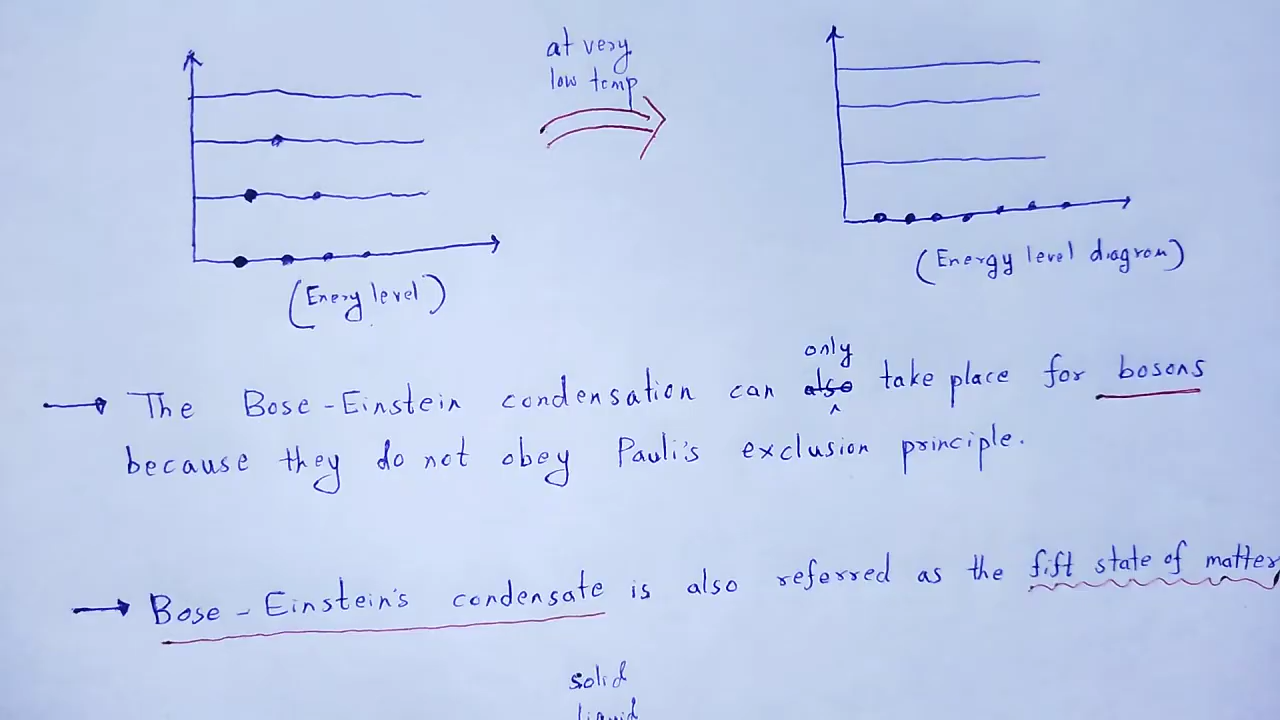 at very
low temp
(Enery level)
(Energy level diagram)
only
→ The Bose-Einstein condensation can also take place for bosons
because they do not obey Pauli's exclusion principle.
→ Bose-Einstein's condensate is also referred as the fift state of matter
solid
liquid